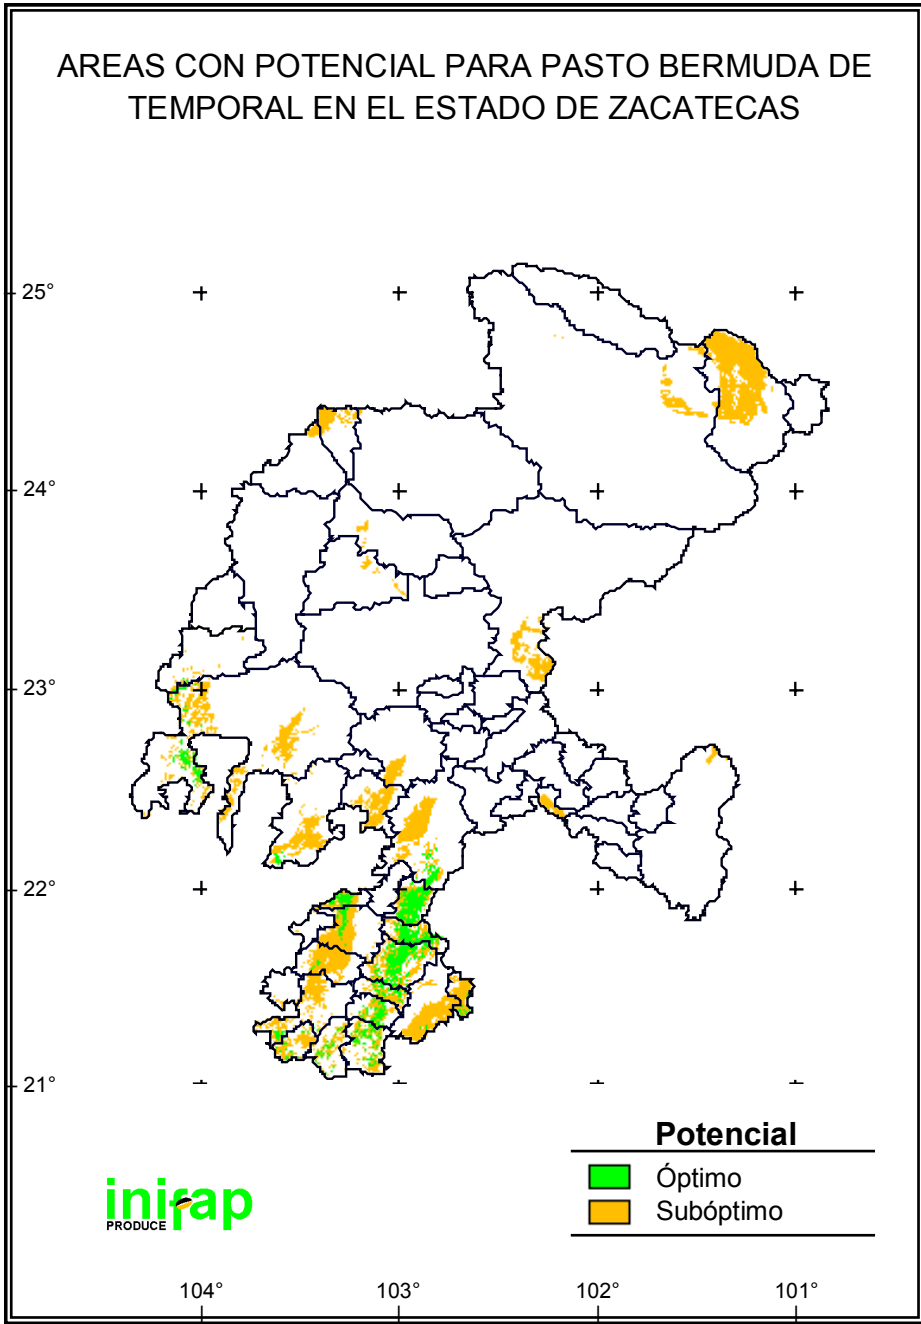 AREAS CON POTENCIAL PARA PASTO BERMUDA DE
TEMPORAL EN EL ESTADO DE ZACATECAS
25°
24°
23°
22°
21°
Potencial
Óptimo
Subóptimo
inifap
PRODUCE
104°
103°
102°
101°